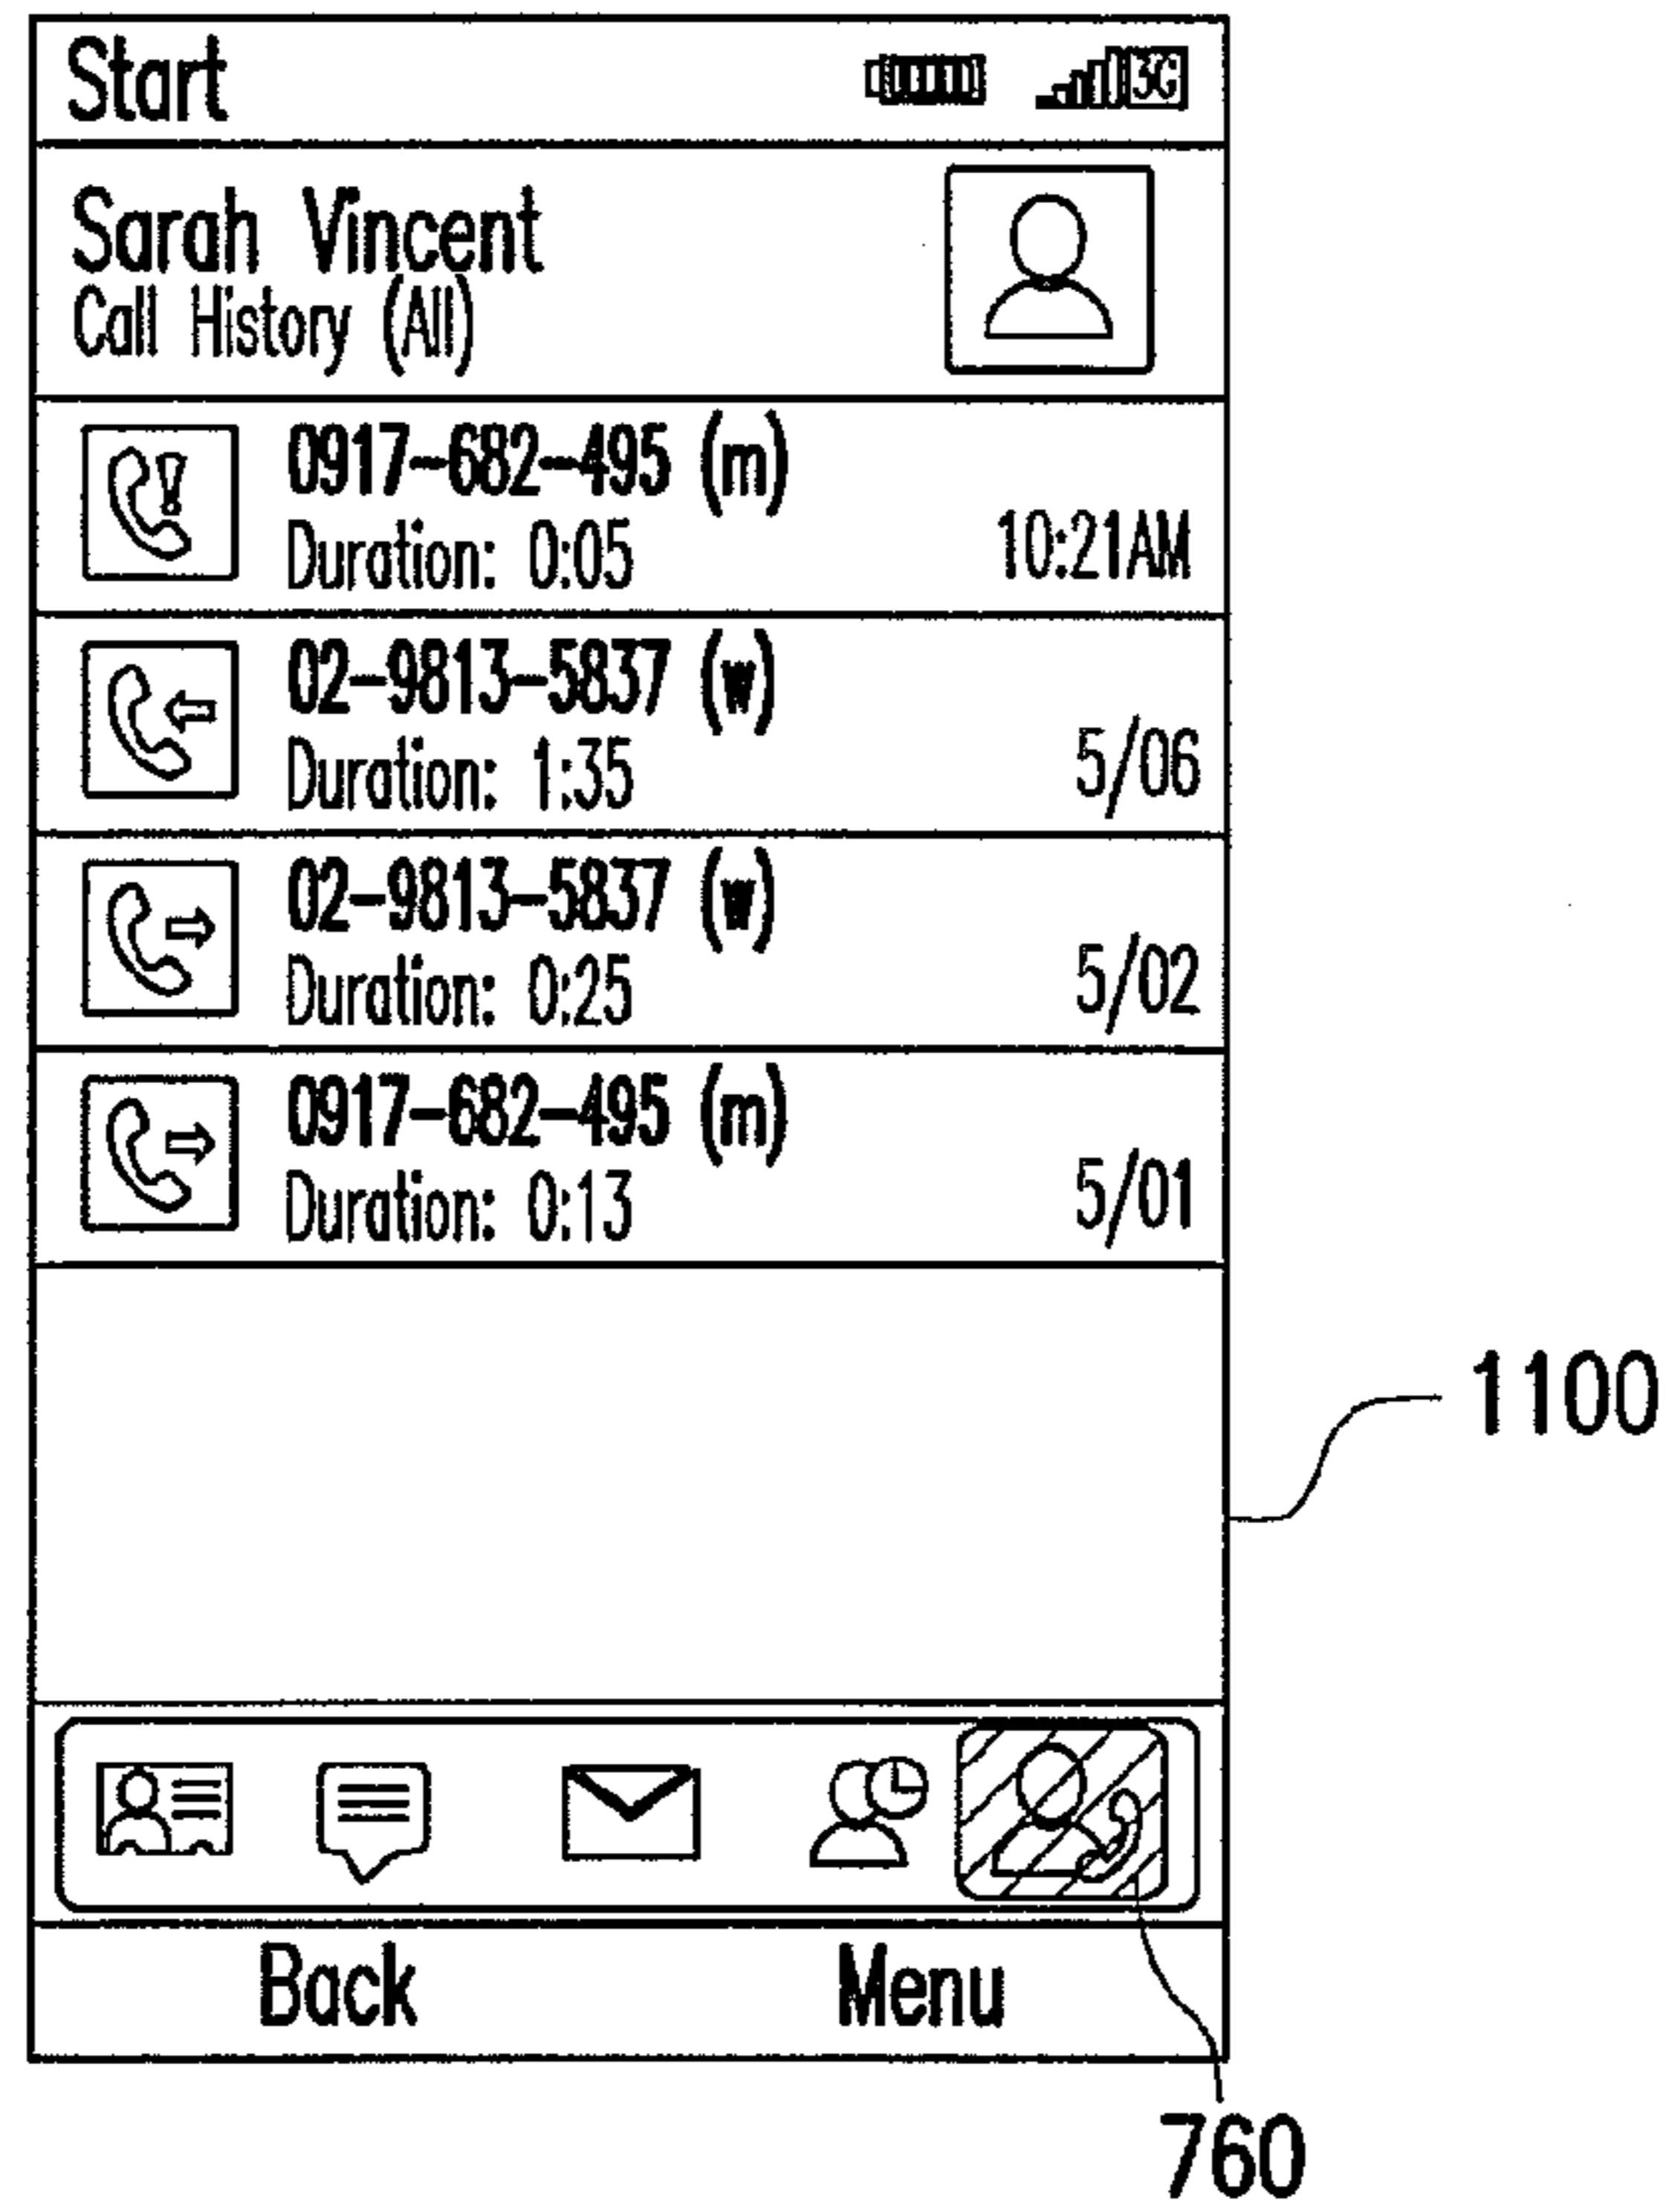 Start 3G
Sarah Vincent
Call History (All)
0917-682-495 (m)
Duration: 0:05 10:21AM
02-9813-5837 (w)
Duration: 1:35 5/06
02-9813-5837 (w)
Duration: 0:25 5/02
0917-682-495 (m)
Duration: 0:13 5/01
1100
Back Menu
760